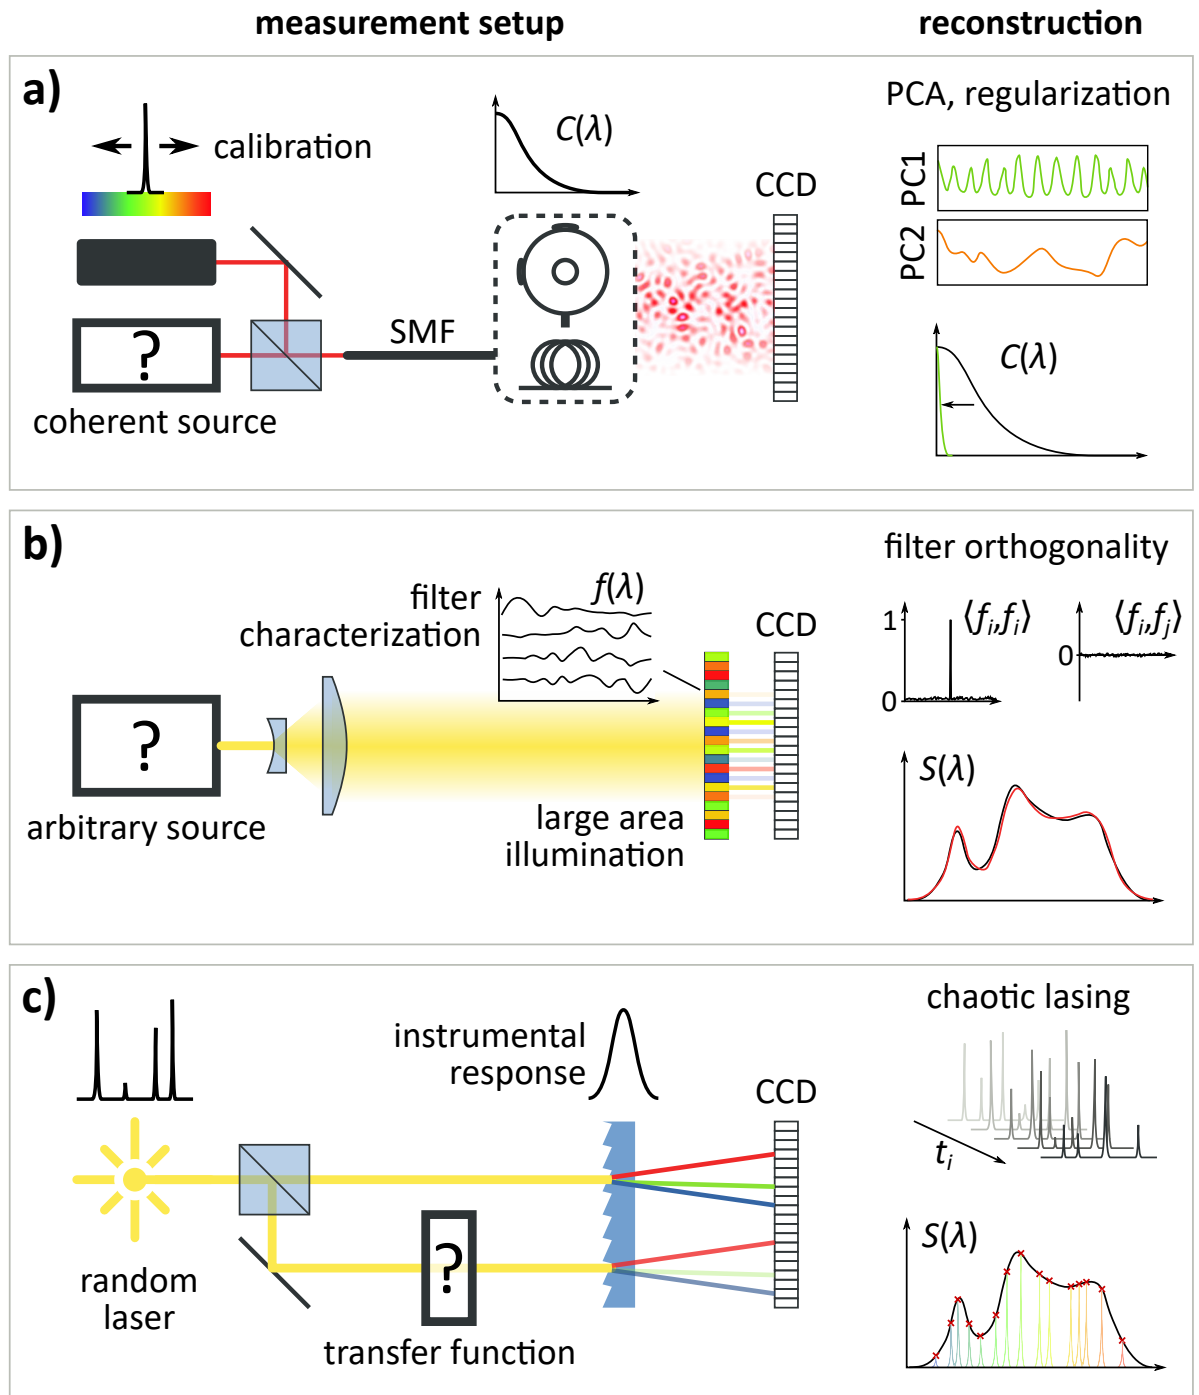 measurement setup
reconstruction
a)
calibration
C(λ)
CCD
?
SMF
coherent source
PCA, regularization
PC1
PC2
C(λ)
b)
filter
characterization
f(λ)
CCD
?
arbitrary source
large area
illumination
filter orthogonality
1
⟨fi,fi⟩
0
⟨fi,fj⟩
0
S(λ)
c)
instrumental
response
CCD
random
laser
?
transfer function
chaotic lasing
ti
S(λ)